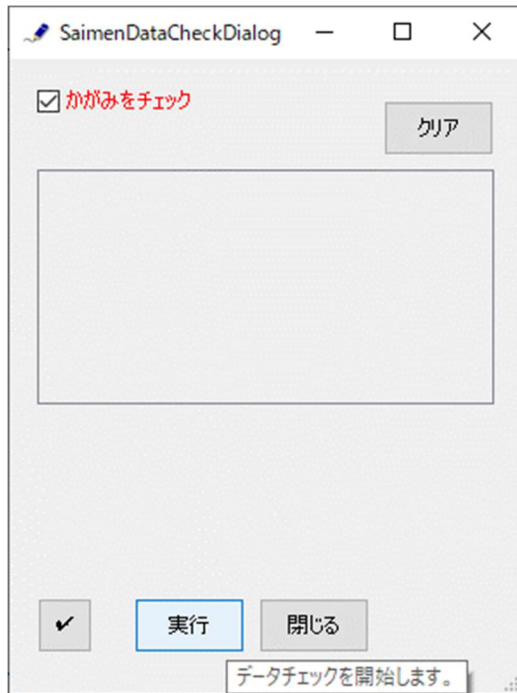 SaimenDataCheckDialog
かがみをチェック
クリア
実行
閉じる
データチェックを開始します。